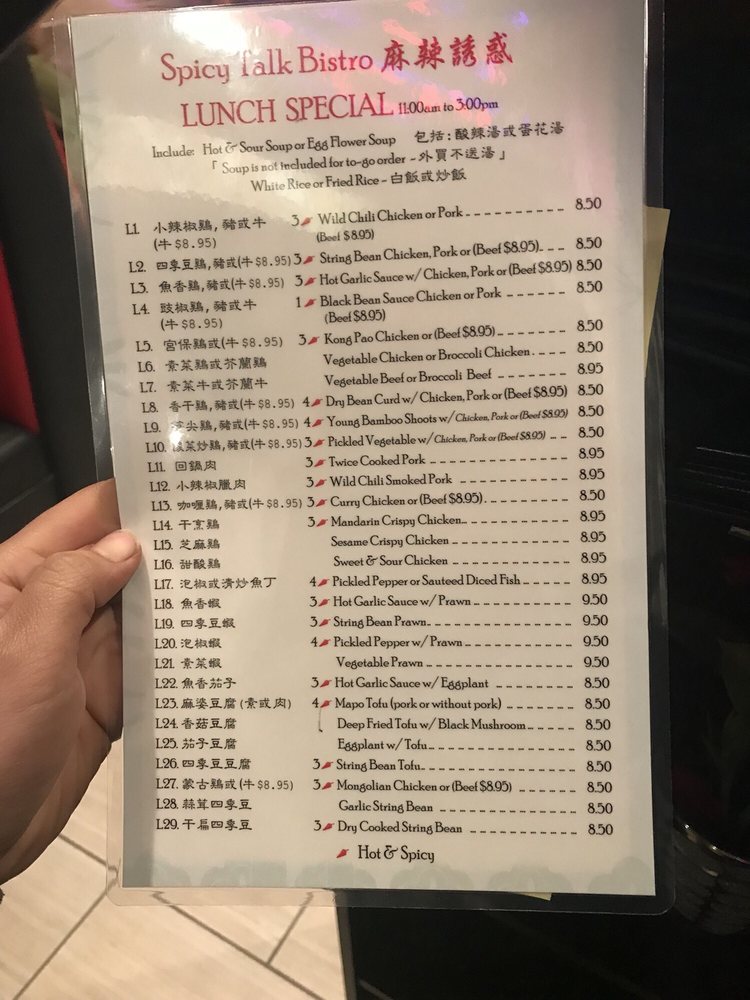 Spicy Talk Bistro 麻辣誘惑
LUNCH SPECIAL 11:00am to 3:00pm
Include: Hot & Sour Soup or Egg Flower Soup 包括:酸辣湯或蛋花湯
「 Soup is not included for to-go order - 外買不送湯 」
White Rice or Fried Rice - 白飯或炒飯
L1. 小辣椒鷄,豬或牛 3 Wild Chili Chicken or Pork 8.50
(牛 $8.95) (Beef $8.95)
L2. 四季豆鷄,豬或(牛 $8.95) 3 String Bean Chicken, Pork or (Beef $8.95) 8.50
L3. 魚香鷄,豬或(牛 $8.95) 3 Hot Garlic Sauce w/ Chicken, Pork or (Beef $8.95) 8.50
L4. 豉椒鷄,豬或牛 1 Black Bean Sauce Chicken or Pork 8.50
(牛 $8.95) (Beef $8.95)
L5. 宮保鷄或(牛 $8.95) 3 Kong Pao Chicken or (Beef $8.95) 8.50
L6. 素菜鷄或芥蘭鷄 Vegetable Chicken or Broccoli Chicken 8.50
L7. 素菜牛或芥蘭牛 Vegetable Beef or Broccoli Beef 8.95
L8. 香干鷄,豬或(牛 $8.95) 4 Dry Bean Curd w/ Chicken, Pork or (Beef $8.95) 8.50
L9. 尖鷄,豬或(牛 $8.95) 4 Young Bamboo Shoots w/ Chicken, Pork or (Beef $8.95) 8.50
L10. 菜炒鷄,豬或(牛 $8.95) 3 Pickled Vegetable w/ Chicken, Pork or (Beef $8.95) 8.50
L11. 回鍋肉 3 Twice Cooked Pork 8.95
L12. 小辣椒臘肉 3 Wild Chili Smoked Pork 8.95
L13. 咖喱鷄,豬或(牛 $8.95) 3 Curry Chicken or (Beef $8.95) 8.50
L14. 干烹鷄 3 Mandarin Crispy Chicken 8.95
L15. 芝麻鷄 Sesame Crispy Chicken 8.95
L16. 甜酸鷄 Sweet & Sour Chicken 8.95
L17. 泡椒或清炒魚丁 4 Pickled Pepper or Sauteed Diced Fish 8.95
L18. 魚香蝦 3 Hot Garlic Sauce w/ Prawn 9.50
L19. 四季豆蝦 3 String Bean Prawn 9.50
L20. 泡椒蝦 4 Pickled Pepper w/ Prawn 9.50
L21. 素菜蝦 Vegetable Prawn 9.50
L22. 魚香茄子 3 Hot Garlic Sauce w/ Eggplant 8.50
L23. 麻婆豆腐(素或肉) 4 Mapo Tofu (pork or without pork) 8.50
L24. 香菇豆腐 Deep Fried Tofu w/ Black Mushroom 8.50
L25. 茄子豆腐 Eggplant w/ Tofu 8.50
L26. 四季豆豆腐 3 String Bean Tofu 8.50
L27. 蒙古鷄或(牛 $8.95) 3 Mongolian Chicken or (Beef $8.95) 8.50
L28. 蒜茸四季豆 Garlic String Bean 8.50
L29. 干扁四季豆 3 Dry Cooked String Bean 8.50
Hot & Spicy